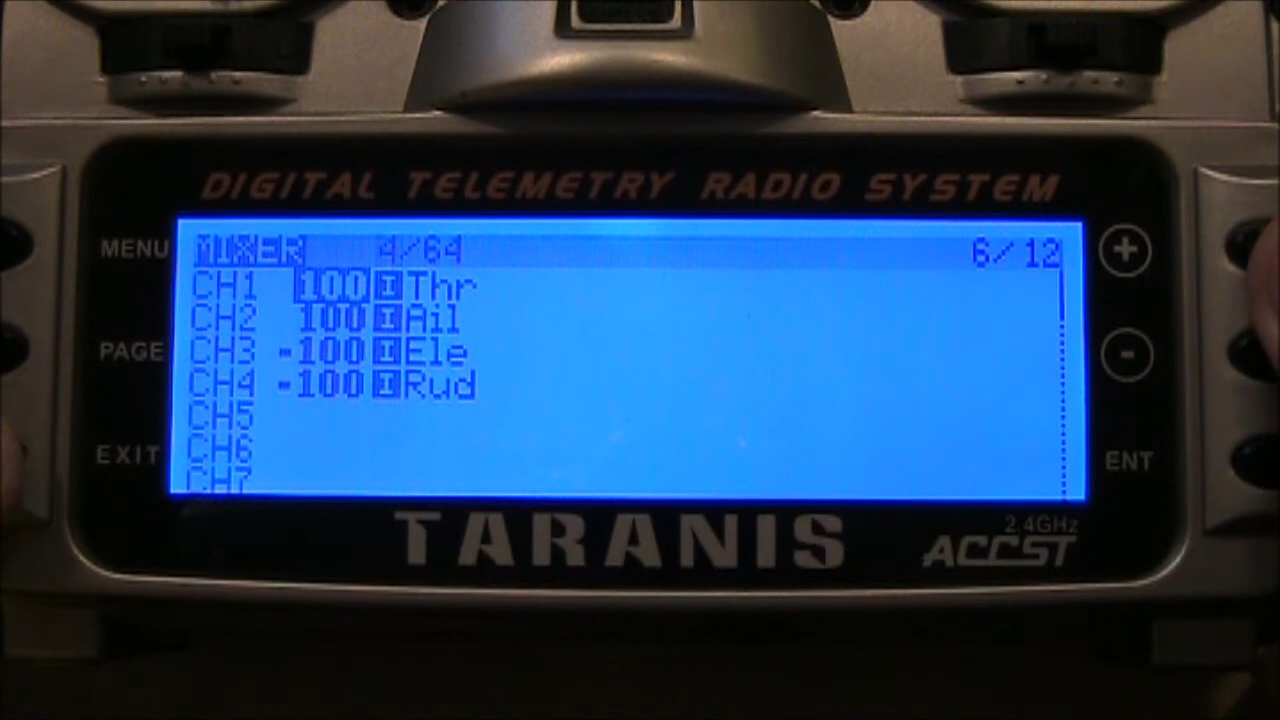 DIGITAL TELEMETRY RADIO SYSTEM
MENU
PAGE
EXIT
MIXER 4/64 6/12
CH1 100 I Thr
CH2 100 I Ail
CH3 -100 I Ele
CH4 -100 I Rud
CH5
CH6
CH7
+
-
ENT
TARANIS
2.4GHz
ACCST